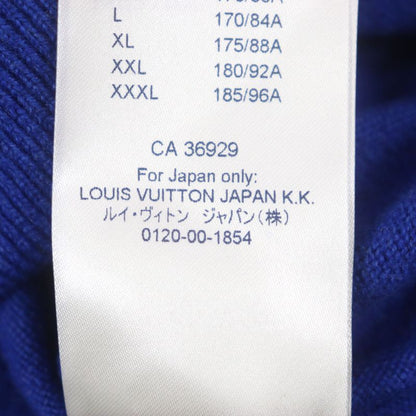 L 170/84A
XL 175/88A
XXL 180/92A
XXXL 185/96A
CA 36929
For Japan only:
LOUIS VUITTON JAPAN K.K.
ルイ・ヴィトン ジャパン(株)
0120-00-1854